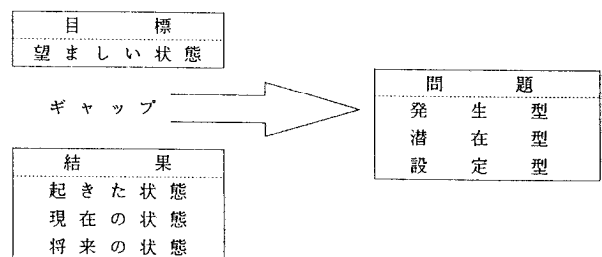 目標
望ましい状態
ギャップ
結果
起きた状態
現在の状態
将来の状態
問題
発生型
潜在型
設定型